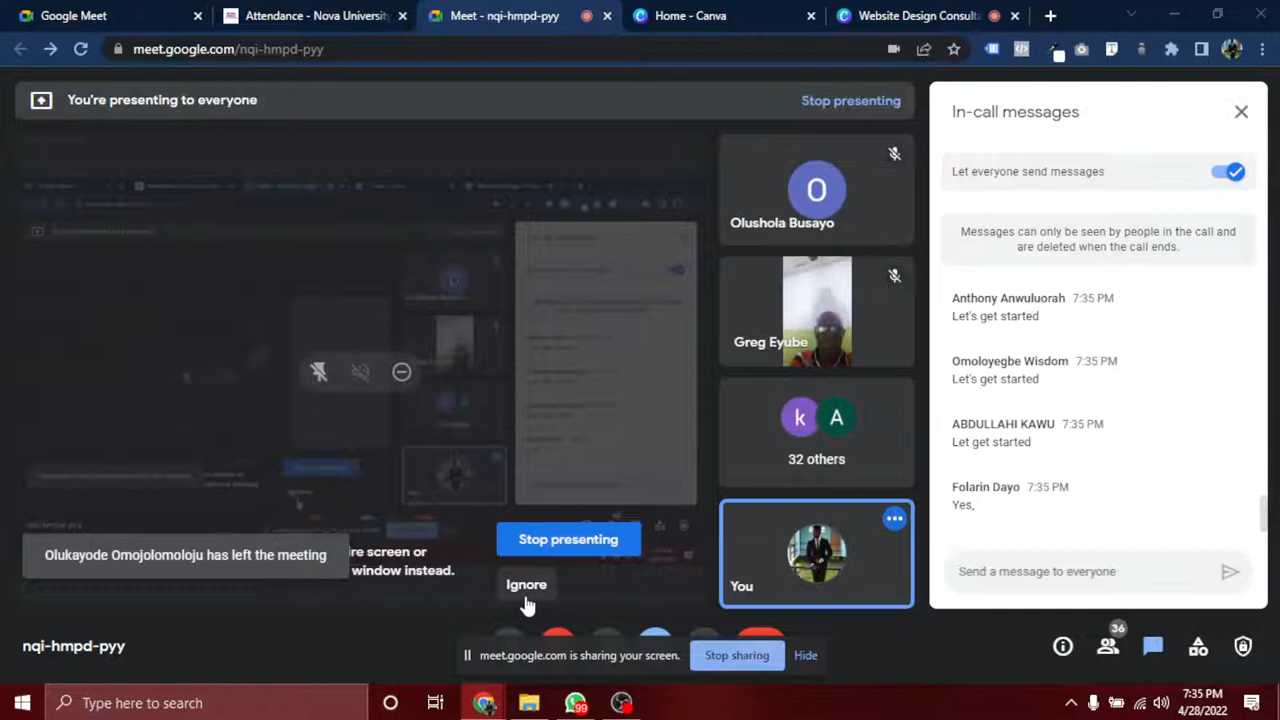 Google Meet
Attendance - Nova Universit
Meet - nqi-hmpd-pyy
Home - Canva
Website Design Consulta
meet.google.com/nqi-hmpd-pyy
You're presenting to everyone
Stop presenting
O
Olushola Busayo
Greg Eyube
k A
32 others
You
Olukayode Omojolomoloju has left the meeting
ire screen or
window instead.
Stop presenting
Ignore
In-call messages
Let everyone send messages
Messages can only be seen by people in the call and
are deleted when the call ends.
Anthony Anwuluorah 7:35 PM
Let's get started
Omoloyegbe Wisdom 7:35 PM
Let's get started
ABDULLAHI KAWU 7:35 PM
Let get started
Folarin Dayo 7:35 PM
Yes,
Send a message to everyone
nqi-hmpd-pyy
meet.google.com is sharing your screen.
Stop sharing
Hide
36
Type here to search
99
7:35 PM
4/28/2022